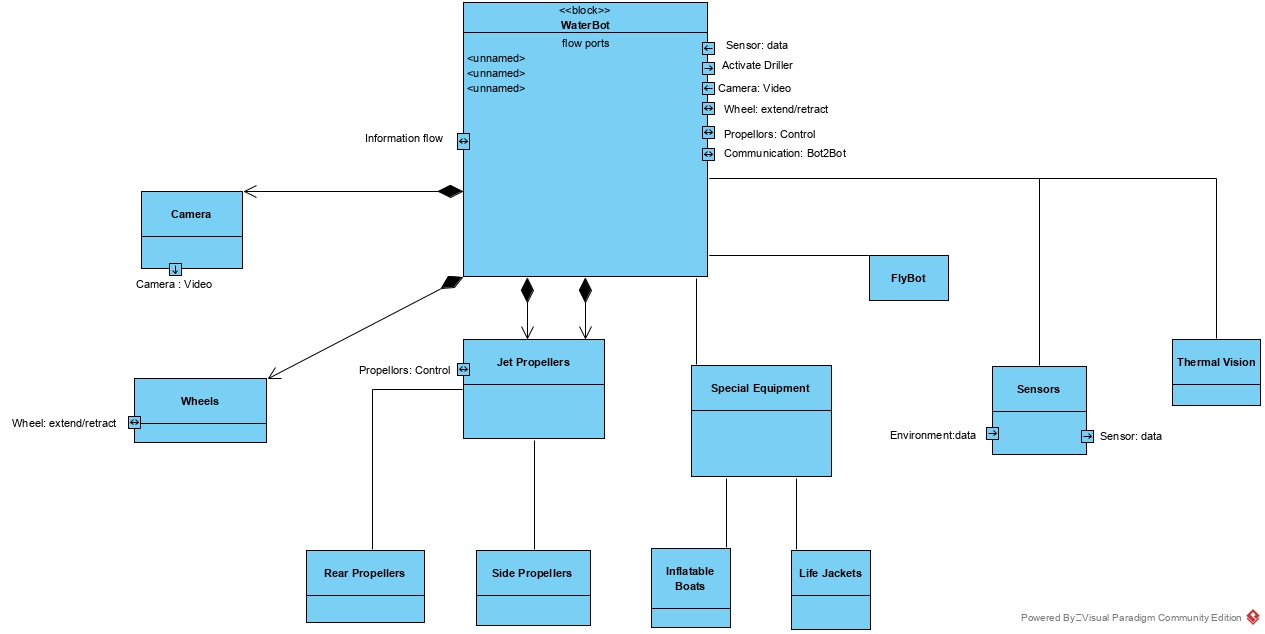 <<block>>
WaterBot
flow ports
<unnamed>
<unnamed>
<unnamed>
Sensor: data
Activate Driller
Camera: Video
Wheel: extend/retract
Propellors: Control
Communication: Bot2Bot
Information flow
Camera
Camera : Video
FlyBot
Jet Propellers
Propellors: Control
Thermal Vision
Special Equipment
Sensors
Wheels
Wheel: extend/retract
Environment:data
Sensor: data
Rear Propellers
Side Propellers
Inflatable
Boats
Life Jackets
Powered By Visual Paradigm Community Edition